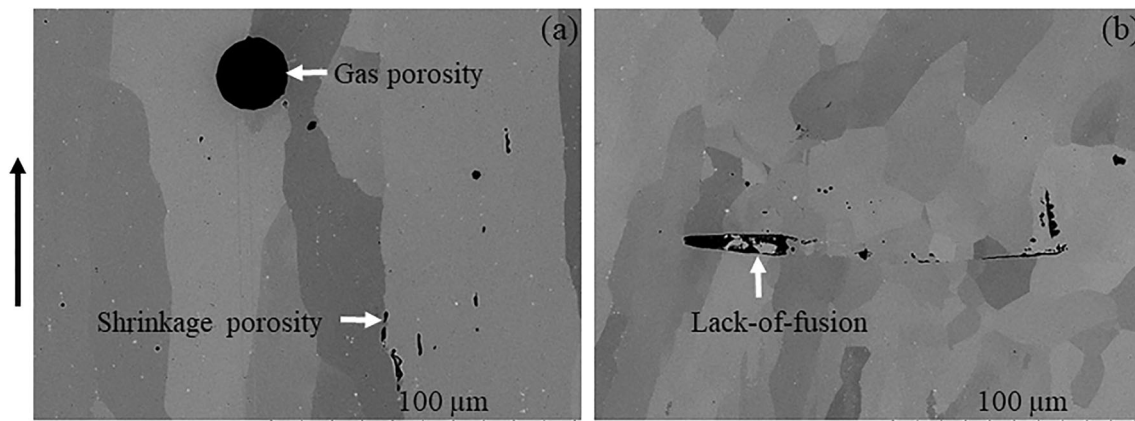 (a)
Gas porosity
Shrinkage porosity
100 µm
(b)
Lack-of-fusion
100 µm